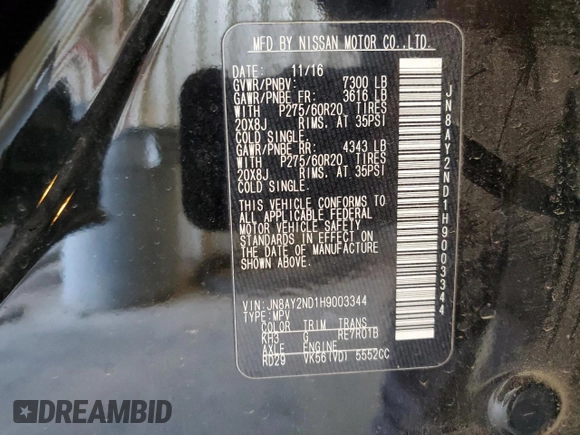 MFD BY NISSAN MOTOR CO.,LTD.
DATE: 11/16
GVWR/PNBV: 7300 LB
GAWR/PNBE FR: 3616 LB
WITH P275/60R20 TIRES
20X8J RIMS. AT 35PSI
COLD SINGLE.
GAWR/PNBE RR: 4343 LB
WITH P275/60R20 TIRES
20X8J RIMS. AT 35PSI
COLD SINGLE.
THIS VEHICLE CONFORMS TO
ALL APPLICABLE FEDERAL
MOTOR VEHICLE SAFETY
STANDARDS IN EFFECT ON
THE DATE OF MANUFACTURE
SHOWN ABOVE.
VIN: JN8AY2ND1H9003344
TYPE: MPV
COLOR TRIM TRANS
KH3 G RE7R01B
AXLE ENGINE
RD29 VK56(VD) 5552CC
JN8AY2ND1H9003344
DREAMBID